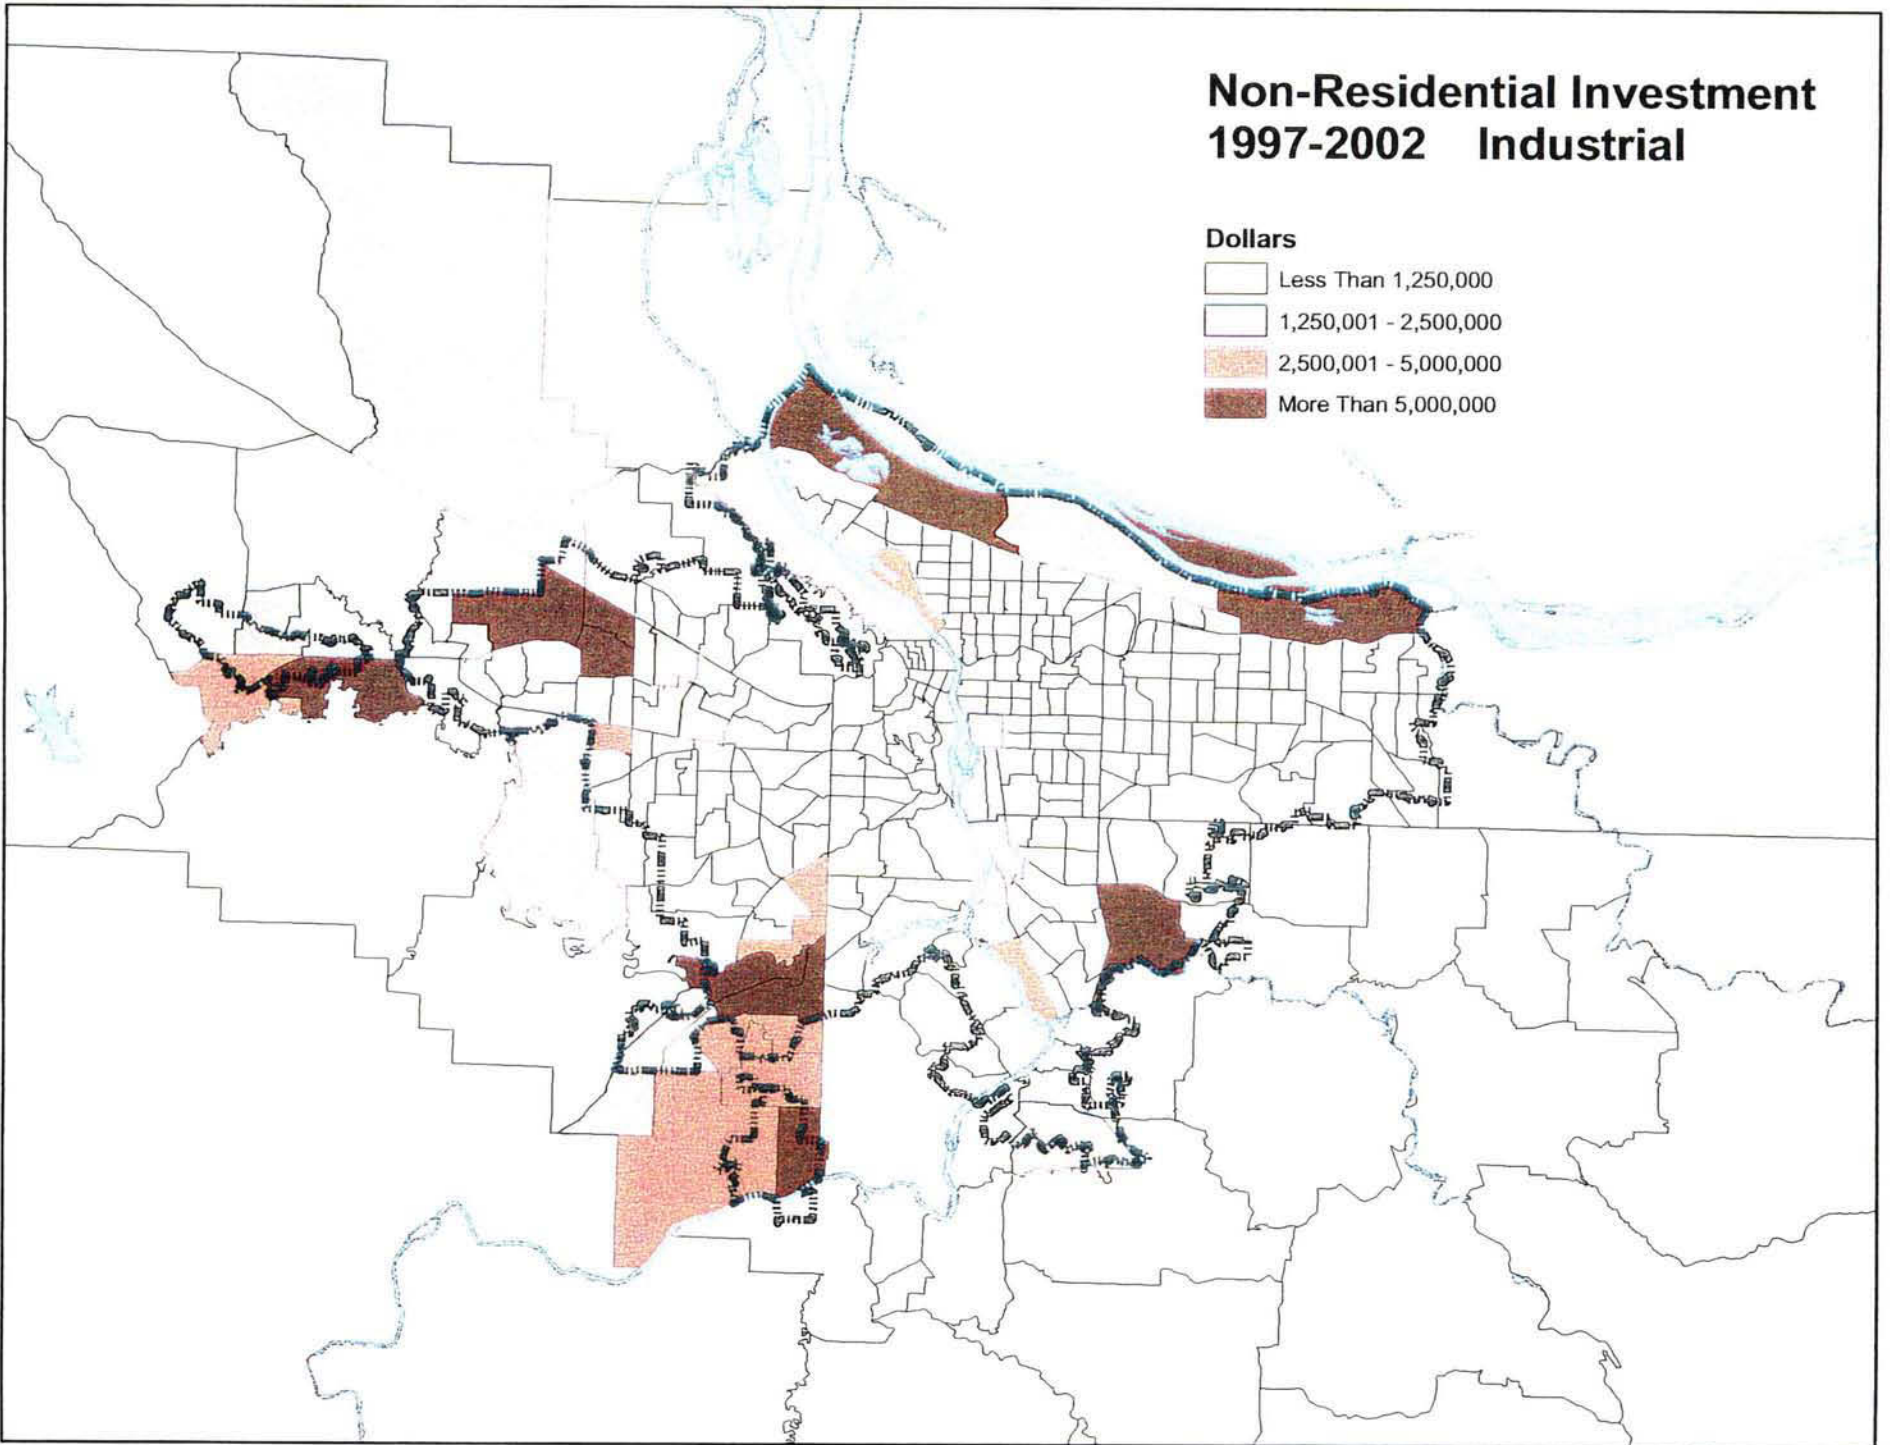 Non-Residential Investment
1997-2002 Industrial
Dollars
Less Than 1,250,000
1,250,001 - 2,500,000
2,500,001 - 5,000,000
More Than 5,000,000